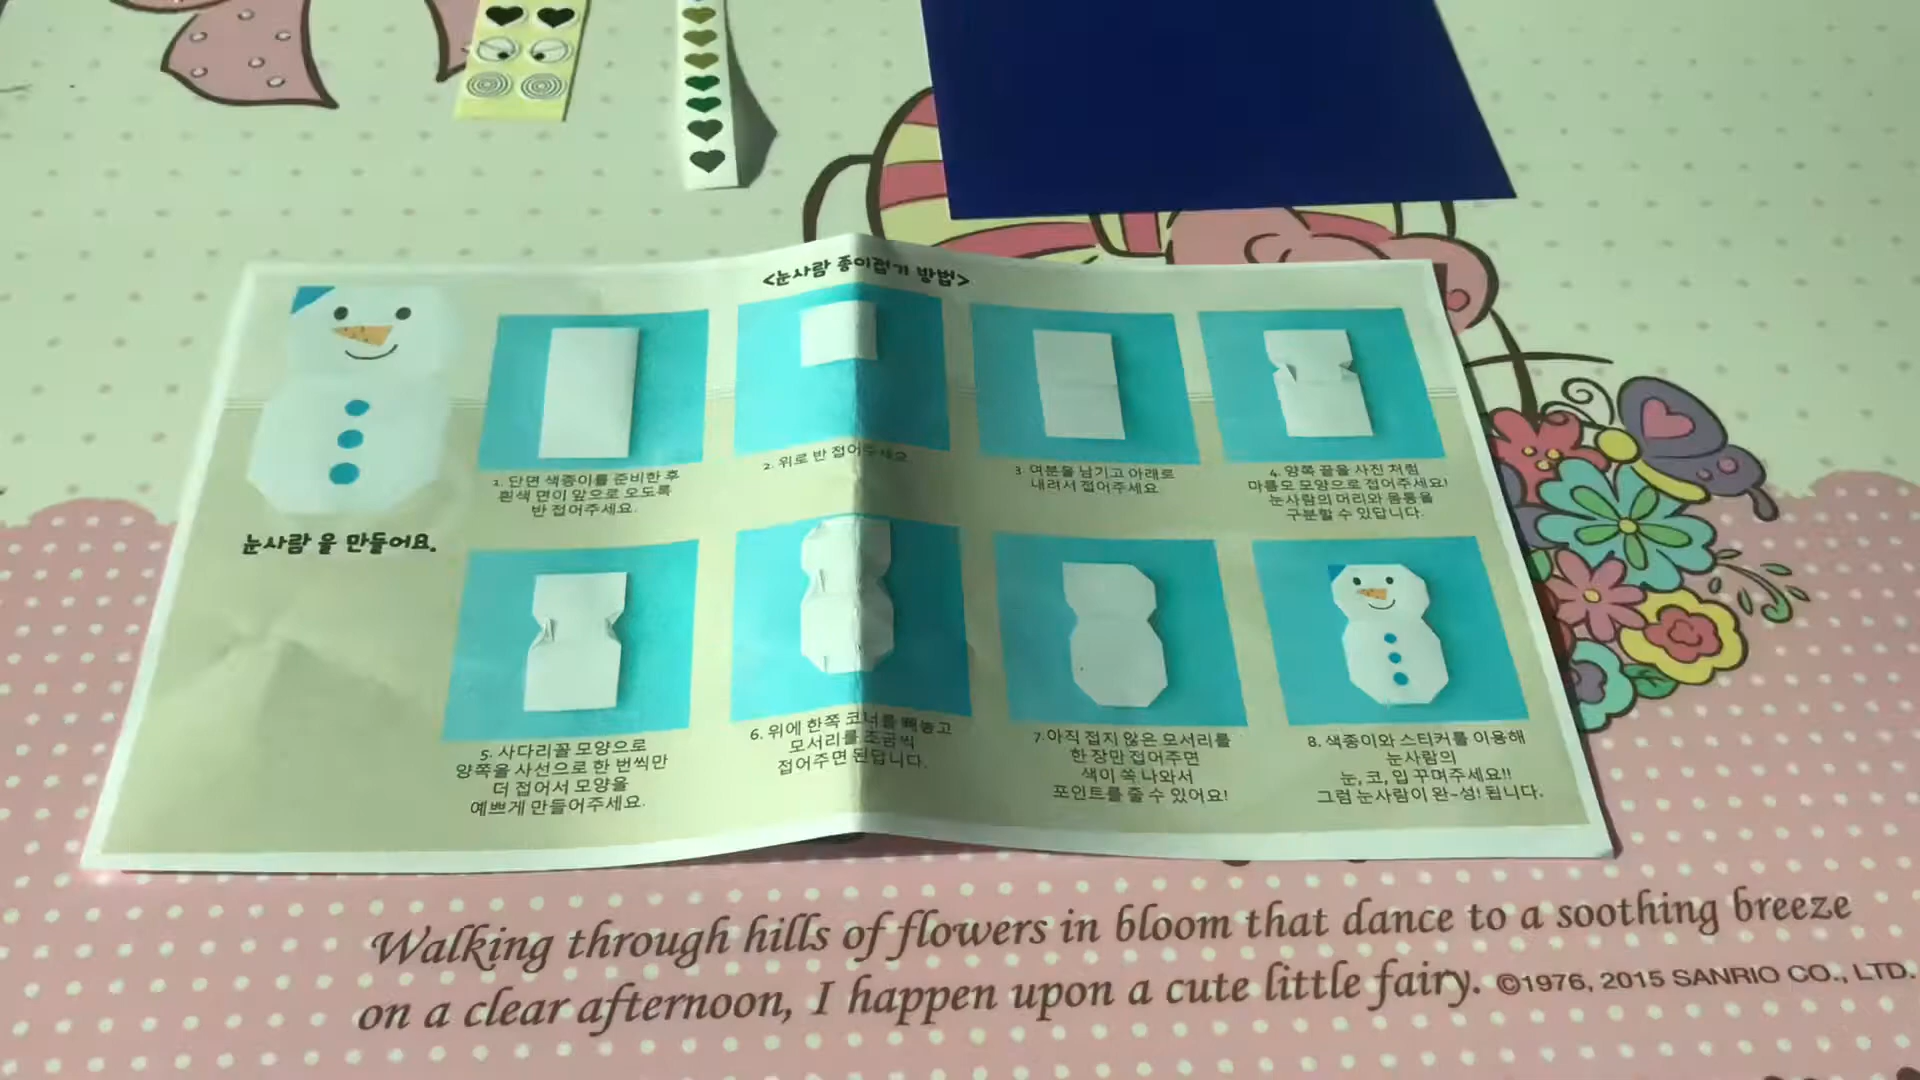 <눈사람 종이접기 방법>
눈사람 을 만들어요.
1. 단면 색종이를 준비한 후
흰색 면이 앞으로 오도록
반 접어주세요.
2. 위로 반 접어주세요
3. 여분을 남기고 아래로
내려서 접어주세요
4. 양쪽 끝을 사진 처럼
마름모 모양으로 접어주세요!
눈사람의 머리와 몸통을
구분할 수 있답니다.
5. 사다리꼴 모양으로
양쪽을 사선으로 한 번씩만
더 접어서 모양을
예쁘게 만들어주세요.
6. 위에 한쪽 코너를 빼놓고
모서리를 조금씩
접어주면 된답니다.
7.아직 접지 않은 모서리를
한 장만 접어주면
색이 쏙 나와서
포인트를 줄 수 있어요!
8. 색종이와 스티커를 이용해
눈사람의
눈, 코, 입 꾸며주세요!!
그럼 눈사람이 완~성! 됩니다.
Walking through hills of flowers in bloom that dance to a soothing breeze
on a clear afternoon, I happen upon a cute little fairy. ©1976, 2015 SANRIO CO., LTD.